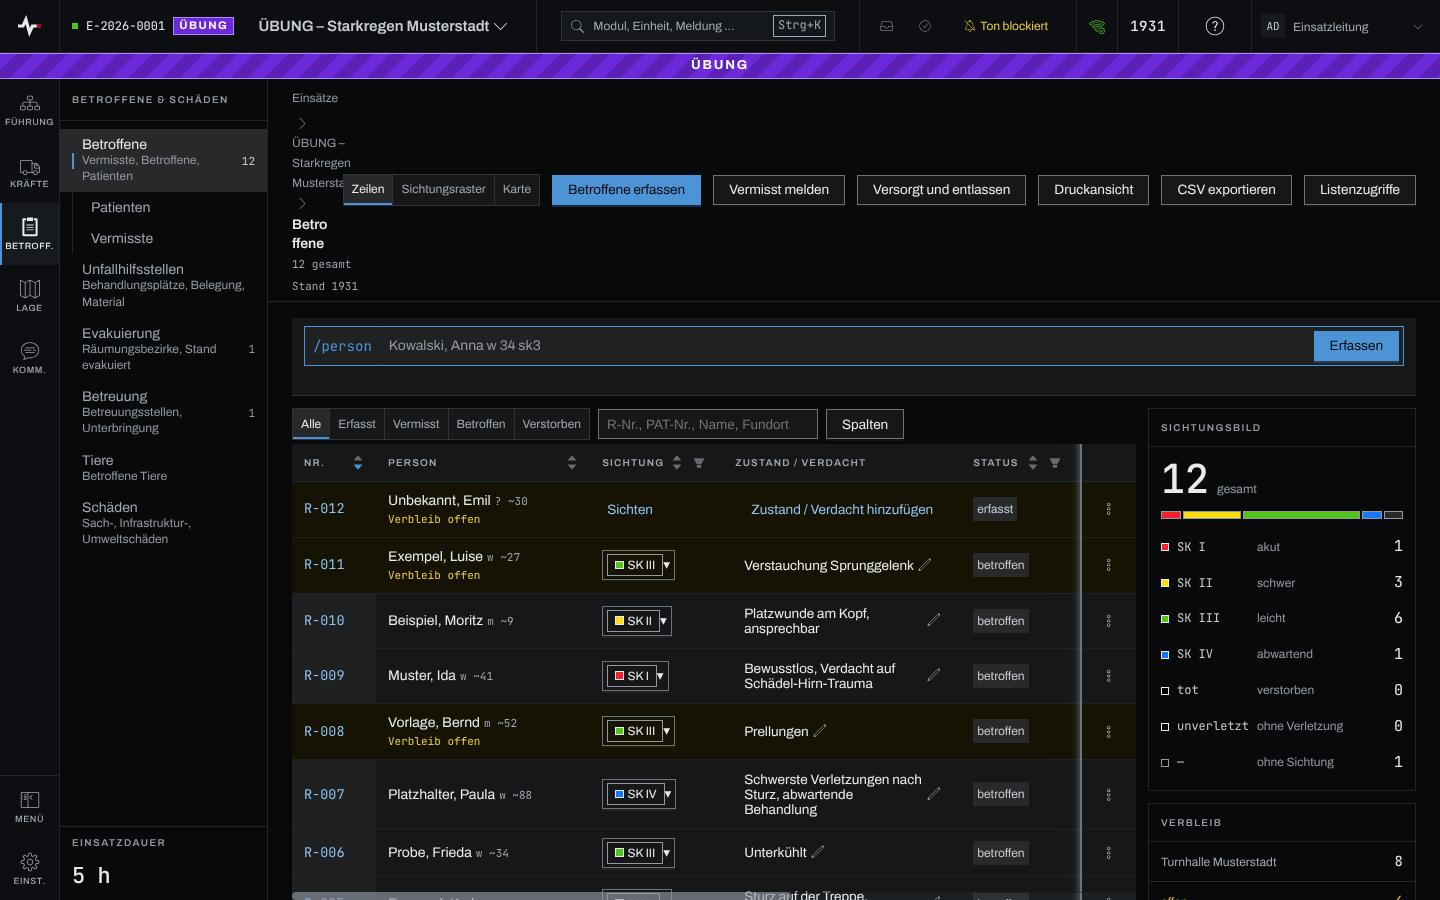 E-2026-0001 ÜBUNG ÜBUNG – Starkregen Musterstadt Modul, Einheit, Meldung ... Strg+K Ton blockiert 1931 AD Einsatzleitung
ÜBUNG
FÜHRUNG
KRÄFTE
BETROFF.
LAGE
KOMM.
MENÜ
EINST.
BETROFFENE & SCHÄDEN
Betroffene
Vermisste, Betroffene, 12
Patienten
Patienten
Vermisste
Unfallhilfsstellen
Behandlungsplätze, Belegung,
Material
Evakuierung
Räumungsbezirke, Stand 1
evakuiert
Betreuung
Betreuungsstellen, 1
Unterbringung
Tiere
Betroffene Tiere
Schäden
Sach-, Infrastruktur-,
Umweltschäden
EINSATZDAUER
5 h
Einsätze
ÜBUNG –
Starkregen
Mustersta
Betro
ffene
12 gesamt
Stand 1931
Zeilen Sichtungsraster Karte Betroffene erfassen Vermisst melden Versorgt und entlassen Druckansicht CSV exportieren Listenzugriffe
/person Kowalski, Anna w 34 sk3 Erfassen
Alle Erfasst Vermisst Betroffen Verstorben R-Nr., PAT-Nr., Name, Fundort Spalten
NR. PERSON SICHTUNG ZUSTAND / VERDACHT STATUS
R-012 Unbekannt, Emil ? ~30 Sichten Zustand / Verdacht hinzufügen erfasst
Verbleib offen
R-011 Exempel, Luise w ~27 SK III Verstauchung Sprunggelenk betroffen
Verbleib offen
R-010 Beispiel, Moritz m ~9 SK II Platzwunde am Kopf, betroffen
ansprechbar
R-009 Muster, Ida w ~41 SK I Bewusstlos, Verdacht auf betroffen
Schädel-Hirn-Trauma
R-008 Vorlage, Bernd m ~52 SK III Prellungen betroffen
Verbleib offen
R-007 Platzhalter, Paula w ~88 SK IV Schwerste Verletzungen nach betroffen
Sturz, abwartende
Behandlung
R-006 Probe, Frieda w ~34 SK III Unterkühlt betroffen
Sturz auf der Treppe,
SICHTUNGSBILD
12 gesamt
SK I akut 1
SK II schwer 3
SK III leicht 6
SK IV abwartend 1
tot verstorben 0
unverletzt ohne Verletzung 0
– ohne Sichtung 1
VERBLEIB
Turnhalle Musterstadt 8